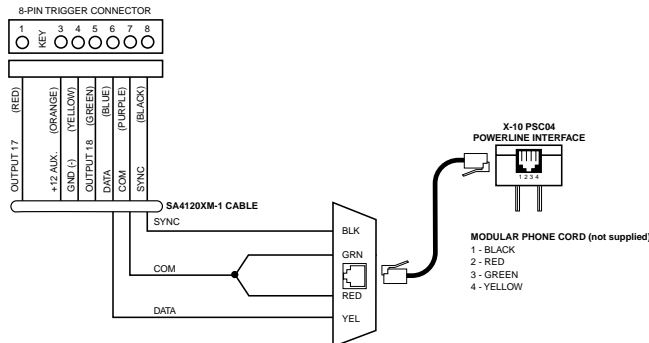 8-PIN TRIGGER CONNECTOR
1 KEY 3 4 5 6 7 8
(RED) (ORANGE) (YELLOW) (GREEN) (BLUE) (PURPLE) (BLACK)
OUTPUT 17 +12 AUX. GND (-) OUTPUT 18 DATA COM SYNC
SA4120XM-1 CABLE
SYNC
COM
DATA
BLK
GRN
RED
YEL
X-10 PSC04
POWERLINE INTERFACE
1 2 3 4
MODULAR PHONE CORD (not supplied)
1 - BLACK
2 - RED
3 - GREEN
4 - YELLOW